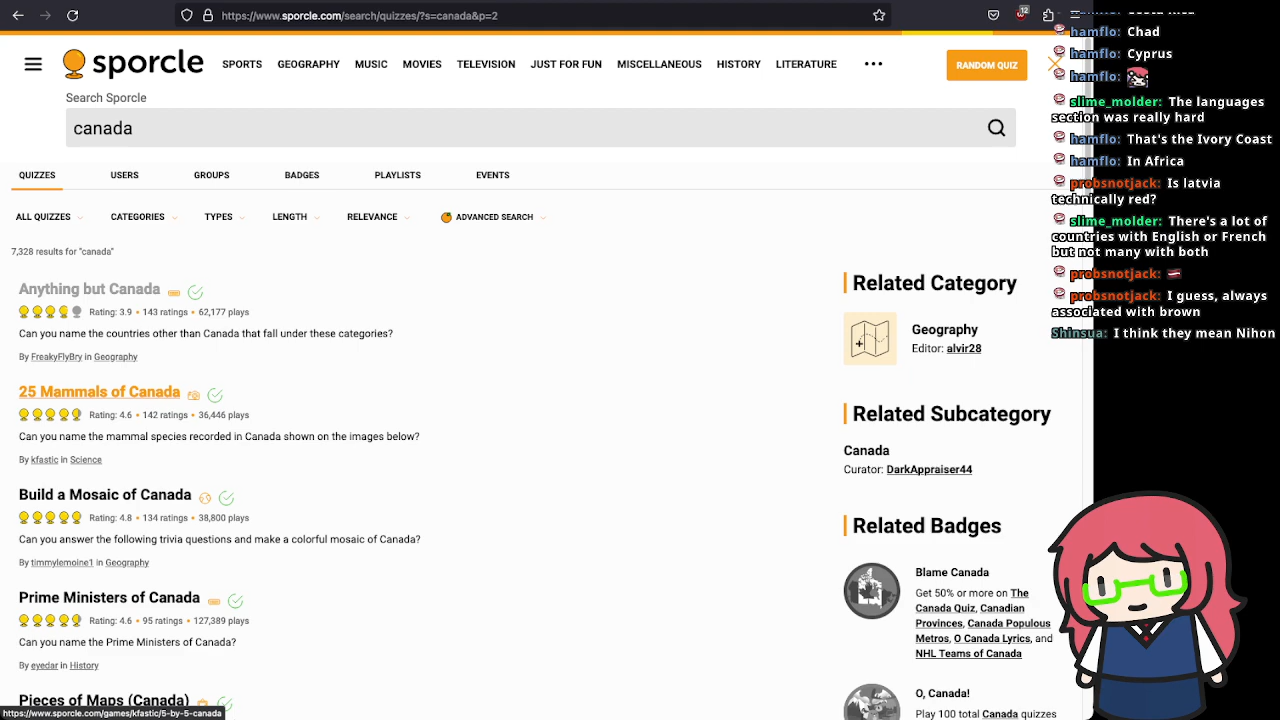 https://www.sporcle.com/search/quizzes/?s=canada&p=2
12
sporcle
SPORTS GEOGRAPHY MUSIC MOVIES TELEVISION JUST FOR FUN MISCELLANEOUS HISTORY LITERATURE •••
RANDOM QUIZ
Search Sporcle
canada
QUIZZES USERS GROUPS BADGES PLAYLISTS EVENTS
ALL QUIZZES CATEGORIES TYPES LENGTH RELEVANCE ADVANCED SEARCH
7,328 results for "canada"
Anything but Canada
Rating: 3.9 • 143 ratings • 62,177 plays
Can you name the countries other than Canada that fall under these categories?
By FreakyFlyBry in Geography
25 Mammals of Canada
Rating: 4.6 • 142 ratings • 36,446 plays
Can you name the mammal species recorded in Canada shown on the images below?
By kfastic in Science
Build a Mosaic of Canada
Rating: 4.8 • 134 ratings • 38,800 plays
Can you answer the following trivia questions and make a colorful mosaic of Canada?
By timmylemoine1 in Geography
Prime Ministers of Canada
Rating: 4.6 • 95 ratings • 127,389 plays
Can you name the Prime Ministers of Canada?
By eyedar in History
Pieces of Maps (Canada)
https://www.sporcle.com/games/kfastic/5-by-5-canada
Related Category
Geography
Editor: alvir28
Related Subcategory
Canada
Curator: DarkAppraiser44
Related Badges
Blame Canada
Get 50% or more on The
Canada Quiz, Canadian
Provinces, Canada Populous
Metros, O Canada Lyrics, and
NHL Teams of Canada
O, Canada!
Play 100 total Canada quizzes
hamflo: Chad
hamflo: Cyprus
hamflo:
slime_molder: The languages
section was really hard
hamflo: That's the Ivory Coast
hamflo: In Africa
probsnotjack: Is latvia
technically red?
slime_molder: There's a lot of
countries with English or French
but not many with both
probsnotjack:
probsnotjack: I guess, always
associated with brown
Shinsua: I think they mean Nihon